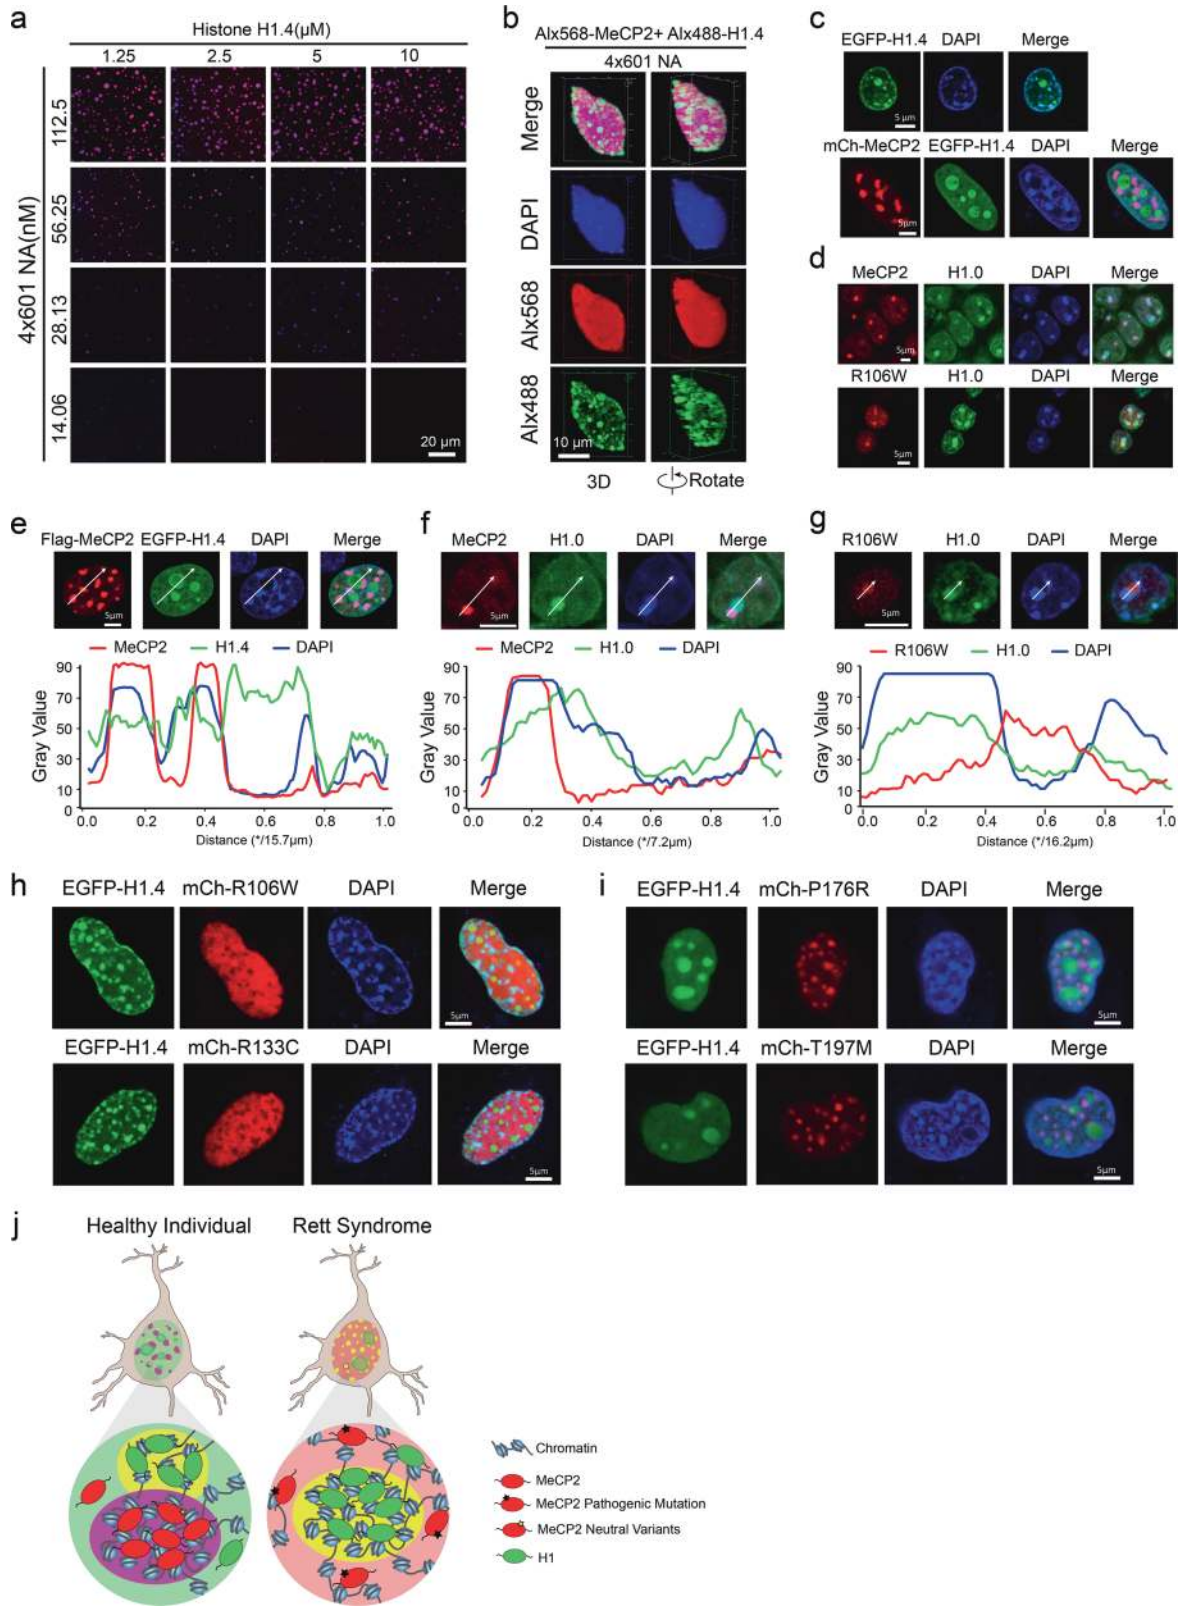 a
Histone H1.4(μM)
1.25 2.5 5 10
4x601 NA(nM)
112.5
56.25
28.13
14.06
20 μm
b
Alx568-MeCP2+ Alx488-H1.4
4x601 NA
Merge
DAPI
Alx568
Alx488
10 μm
3D Rotate
c
EGFP-H1.4 DAPI Merge
5 μm
mCh-MeCP2 EGFP-H1.4 DAPI Merge
5μm
d
MeCP2 H1.0 DAPI Merge
5μm
R106W H1.0 DAPI Merge
5μm
e
Flag-MeCP2 EGFP-H1.4 DAPI Merge
5μm
MeCP2 H1.4 DAPI
Gray Value
90
70
50
30
10
0
0.0 0.2 0.4 0.6 0.8 1.0
Distance (*/15.7μm)
f
MeCP2 H1.0 DAPI Merge
5μm
MeCP2 H1.0 DAPI
Gray Value
90
70
50
30
10
0
0.0 0.2 0.4 0.6 0.8 1.0
Distance (*/7.2μm)
g
R106W H1.0 DAPI Merge
5μm
R106W H1.0 DAPI
Gray Value
90
70
50
30
10
0
0.0 0.2 0.4 0.6 0.8 1.0
Distance (*/16.2μm)
h
EGFP-H1.4 mCh-R106W DAPI Merge
5μm
EGFP-H1.4 mCh-R133C DAPI Merge
5μm
i
EGFP-H1.4 mCh-P176R DAPI Merge
5μm
EGFP-H1.4 mCh-T197M DAPI Merge
5μm
j
Healthy Individual Rett Syndrome
Chromatin
MeCP2
MeCP2 Pathogenic Mutation
MeCP2 Neutral Variants
H1